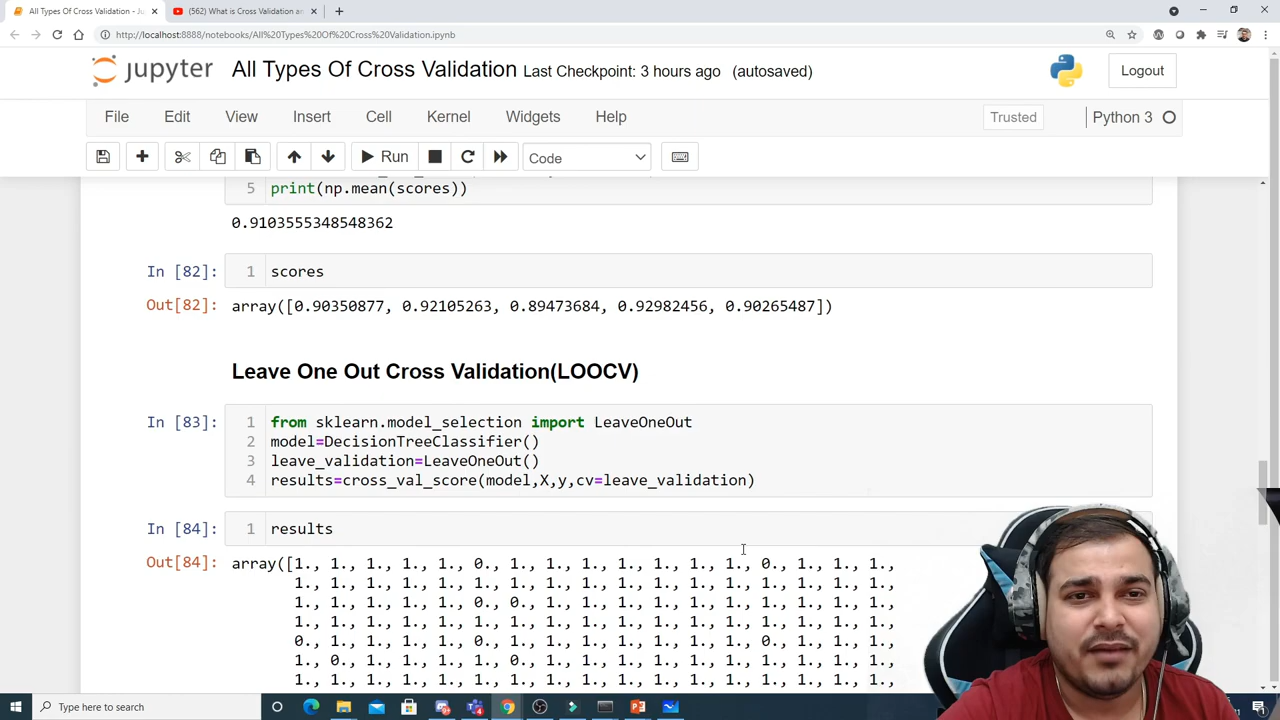 All Types Of Cross Validation - Ju
(562) What is Cross Validation an
http://localhost:8888/notebooks/All%20Types%20Of%20Cross%20Validation.ipynb
jupyter All Types Of Cross Validation Last Checkpoint: 3 hours ago (autosaved)
Logout
File Edit View Insert Cell Kernel Widgets Help
Trusted Python 3
Run Code
5 print(np.mean(scores))
0.9103555348548362
In [82]: 1 scores
Out[82]: array([0.90350877, 0.92105263, 0.89473684, 0.92982456, 0.90265487])
Leave One Out Cross Validation(LOOCV)
In [83]: 1 from sklearn.model_selection import LeaveOneOut
2 model=DecisionTreeClassifier()
3 leave_validation=LeaveOneOut()
4 results=cross_val_score(model,X,y,cv=leave_validation)
In [84]: 1 results
Out[84]: array([1., 1., 1., 1., 1., 0., 1., 1., 1., 1., 1., 1., 1., 0., 1., 1., 1.,
1., 1., 1., 1., 1., 1., 1., 1., 1., 1., 1., 1., 1., 1., 1., 1., 1.,
1., 1., 1., 1., 1., 0., 0., 1., 1., 1., 1., 1., 1., 1., 1., 1., 1.,
1., 1., 1., 1., 1., 1., 1., 1., 1., 1., 1., 1., 1., 1., 1., 1., 1.,
0., 1., 1., 1., 1., 0., 1., 1., 1., 1., 1., 1., 1., 0., 1., 1., 1.,
1., 0., 1., 1., 1., 1., 0., 1., 1., 1., 1., 1., 1., 1., 1., 1., 1.,
1., 1., 1., 1., 1., 1., 1., 1., 1., 1., 1., 1., 1., 1., 1., 1., 1.,
Type here to search